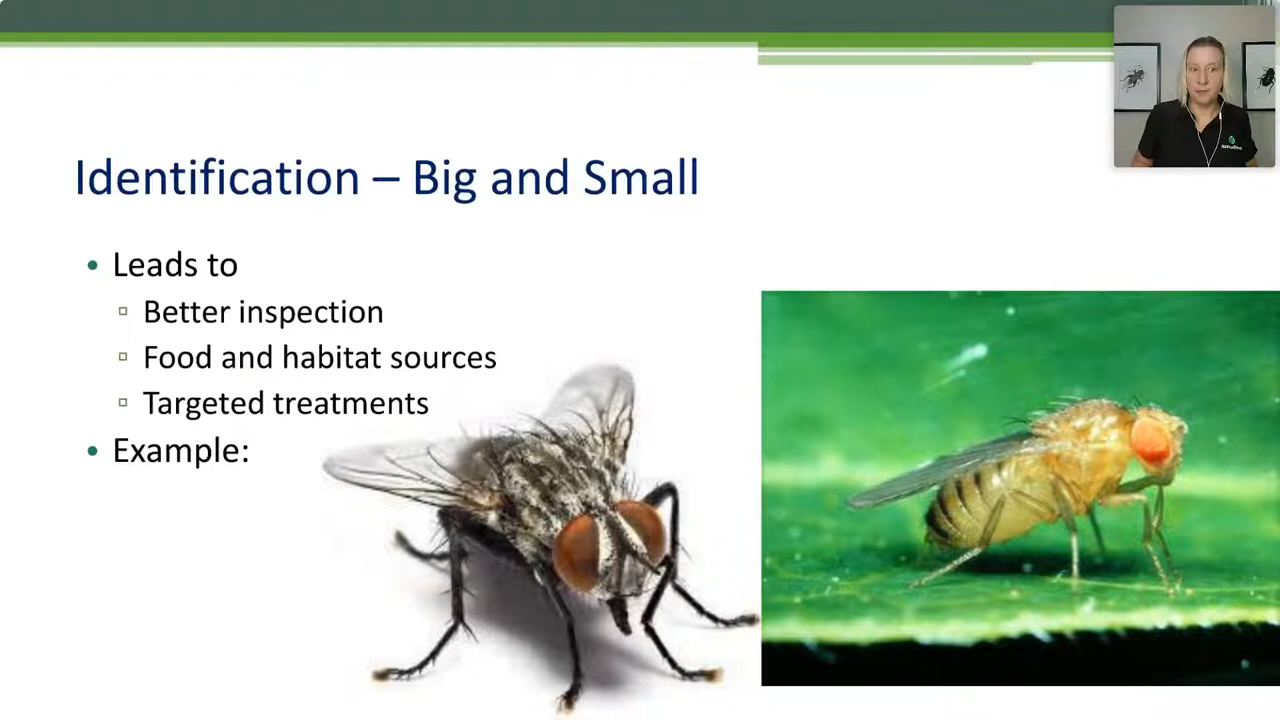 Identification – Big and Small
• Leads to
▫ Better inspection
▫ Food and habitat sources
▫ Targeted treatments
• Example: